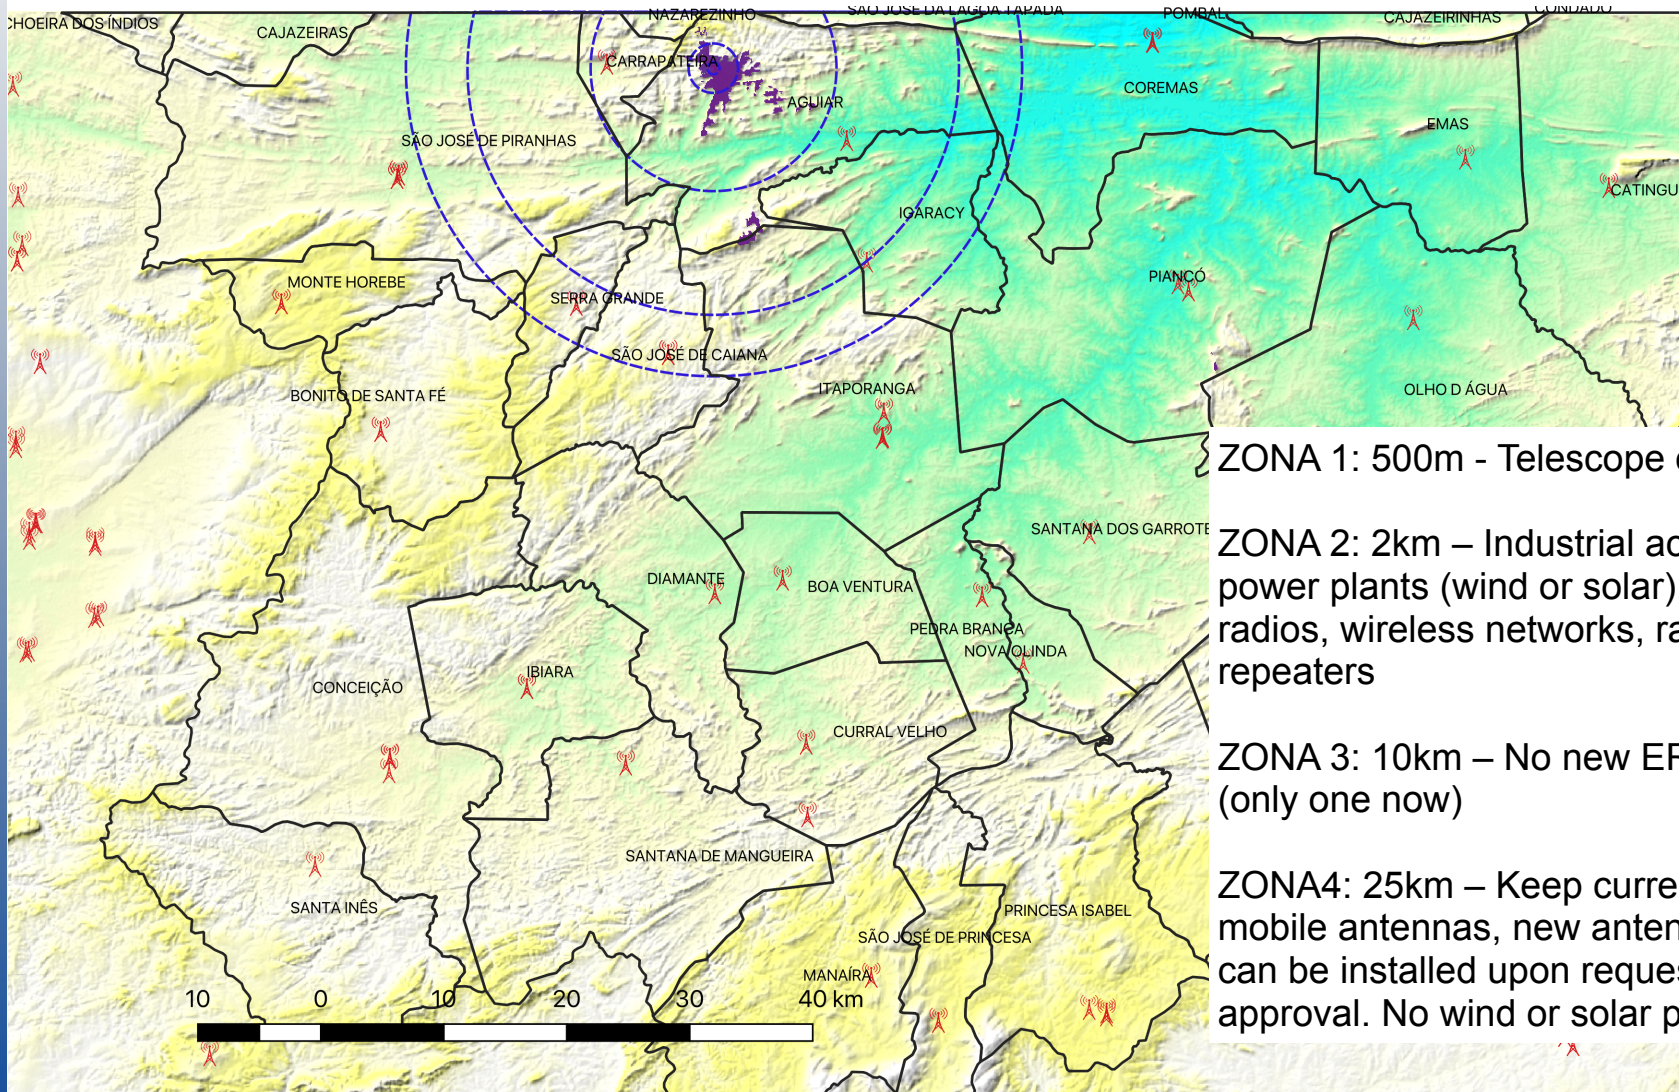 CHOEIRA DOS ÍNDIOS
CAJAZEIRAS
NAZAREZINHO
SÃO JOSÉ DA LAGOA TAPADA
POMBAL
CAJAZEIRINHAS
CONDADO
CARRAPATEIRA
AGUIAR
COREMAS
EMAS
SÃO JOSÉ DE PIRANHAS
CATINGU
IGARACY
MONTE HOREBE
SERRA GRANDE
PIANCÓ
SÃO JOSÉ DE CAIANA
BONITO DE SANTA FÉ
ITAPORANGA
OLHO D ÁGUA
SANTANA DOS GARROTE
DIAMANTE
BOA VENTURA
PEDRA BRANCA
NOVA OLINDA
IBIARA
CONCEIÇÃO
CURRAL VELHO
SANTANA DE MANGUEIRA
SANTA INÊS
PRINCESA ISABEL
SÃO JOSÉ DE PRINCESA
MANAÍRA
10 0 10 20 30 40 km
ZONA 1: 500m - Telescope
ZONA 2: 2km – Industrial ac
power plants (wind or solar)
radios, wireless networks, ra
repeaters
ZONA 3: 10km – No new
(only one now)
ZONA4: 25km – Keep curre
mobile antennas, new anten
can be installed upon reques
approval. No wind or solar p